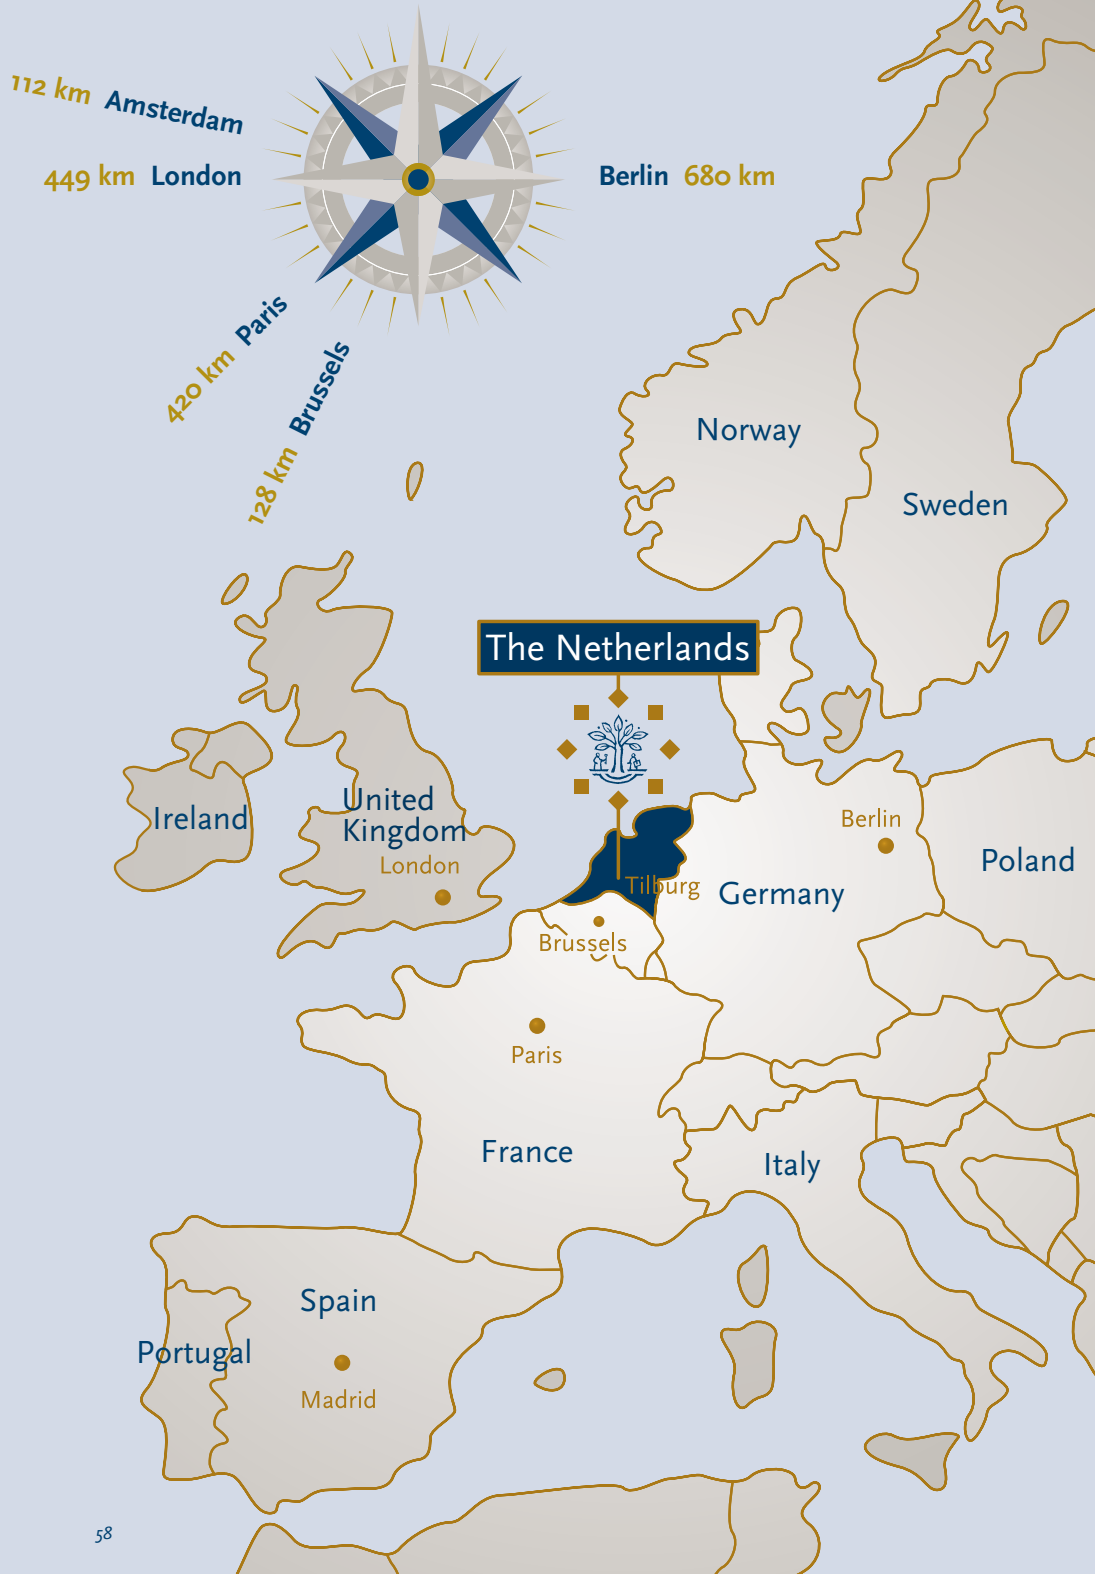 112 km Amsterdam
449 km London
Berlin 680 km
420 km Paris
128 km Brussels
Norway
Sweden
The Netherlands
United
Kingdom
Ireland
London
Berlin
Poland
Tilburg
Germany
Brussels
Paris
France
Italy
Spain
Portugal
Madrid
58